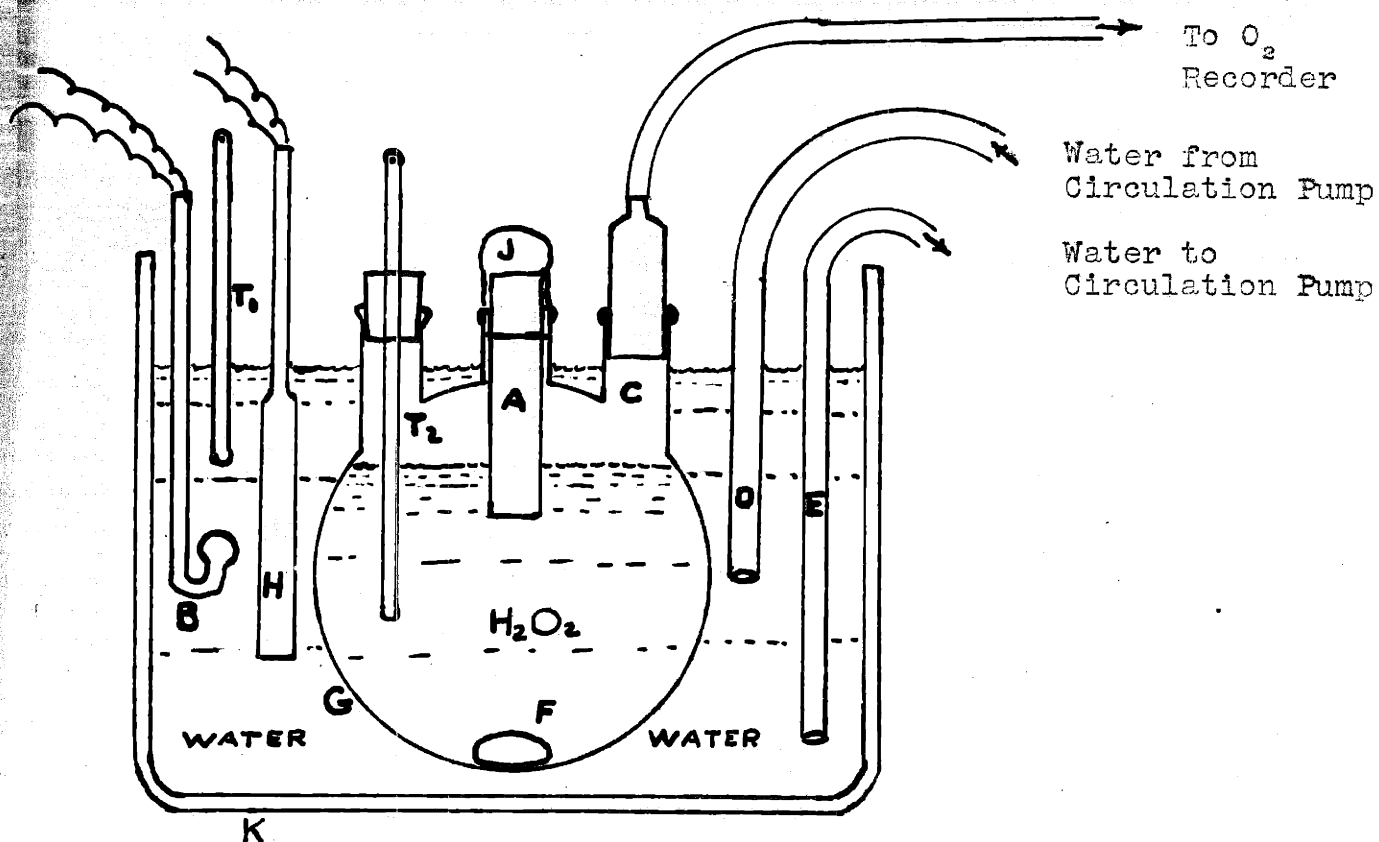 To O₂
Recorder
Water from
Circulation Pump
Water to
Circulation Pump
J
T₁
A
C
T₂
D
E
H
B
H₂O₂
G
F
WATER
WATER
K